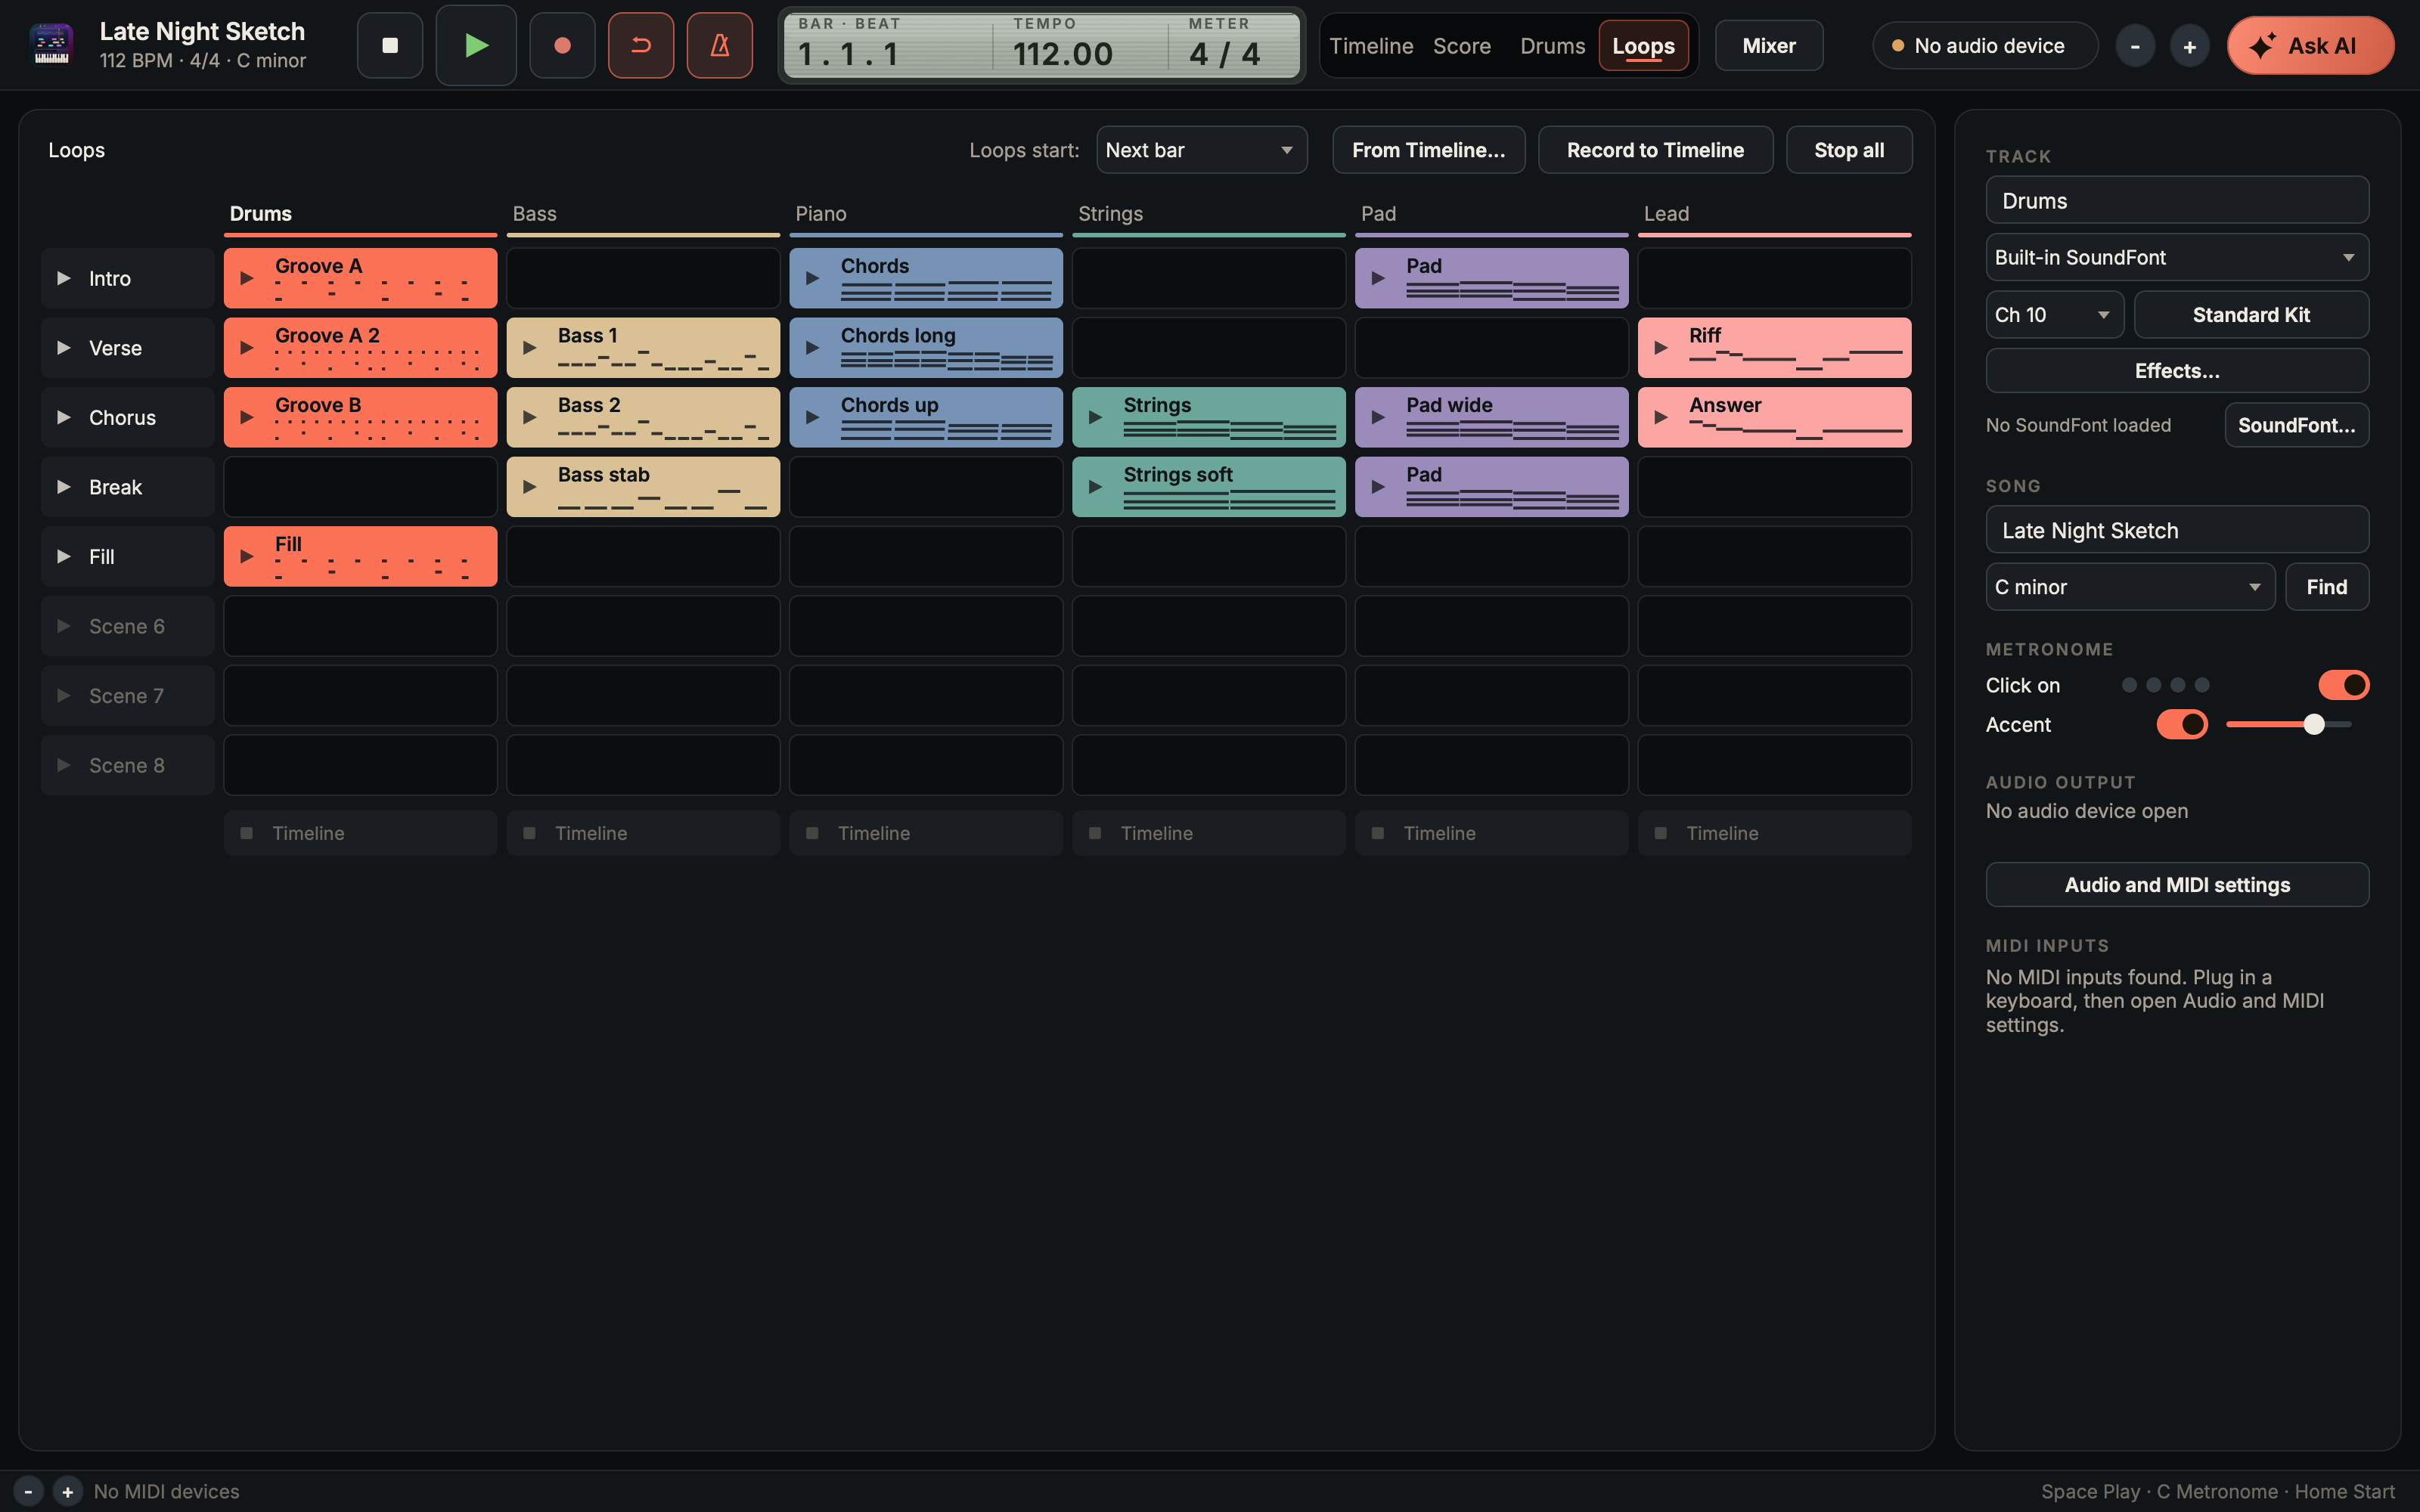 Late Night Sketch
112 BPM · 4/4 · C minor
BAR · BEAT
1 . 1 . 1
TEMPO
112.00
METER
4 / 4
Timeline
Score
Drums
Loops
Mixer
No audio device
-
+
Ask AI
Loops
Loops start:
Next bar
From Timeline...
Record to Timeline
Stop all
Drums
Bass
Piano
Strings
Pad
Lead
Intro
Groove A
Chords
Pad
Verse
Groove A 2
Bass 1
Chords long
Riff
Chorus
Groove B
Bass 2
Chords up
Strings
Pad wide
Answer
Break
Bass stab
Strings soft
Pad
Fill
Fill
Scene 6
Scene 7
Scene 8
Timeline
Timeline
Timeline
Timeline
Timeline
Timeline
TRACK
Drums
Built-in SoundFont
Ch 10
Standard Kit
Effects...
No SoundFont loaded
SoundFont...
SONG
Late Night Sketch
C minor
Find
METRONOME
Click on
Accent
AUDIO OUTPUT
No audio device open
Audio and MIDI settings
MIDI INPUTS
No MIDI inputs found. Plug in a
keyboard, then open Audio and MIDI
settings.
-
+
No MIDI devices
Space Play · C Metronome · Home Start